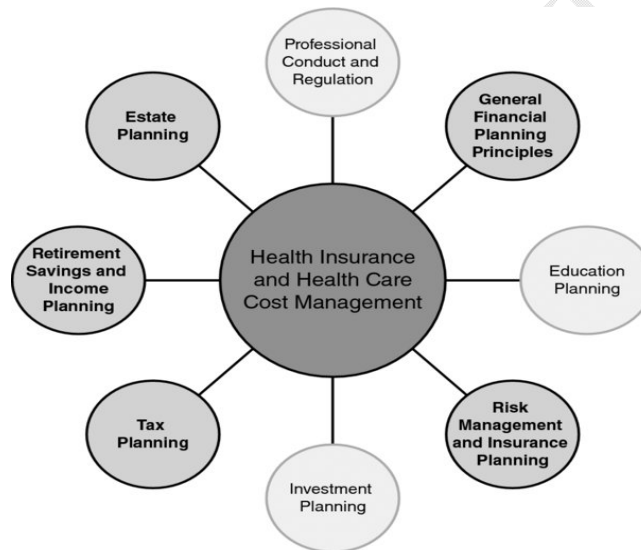 Professional
Conduct and
Regulation
General
Financial
Planning
Principles
Education
Planning
Risk
Management
and Insurance
Planning
Investment
Planning
Tax
Planning
Retirement
Savings and
Income
Planning
Estate
Planning
Health Insurance
and Health Care
Cost Management